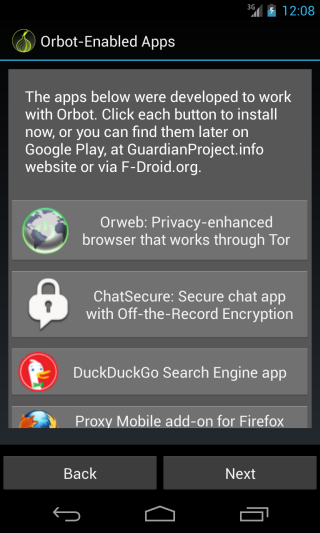 3G 12:08
Orbot-Enabled Apps
The apps below were developed to work
with Orbot. Click each button to install
now, or you can find them later on
Google Play, at GuardianProject.info
website or via F-Droid.org.
Orweb: Privacy-enhanced
browser that works through Tor
ChatSecure: Secure chat app
with Off-the-Record Encryption
DuckDuckGo Search Engine app
Proxy Mobile add-on for Firefox
Back Next